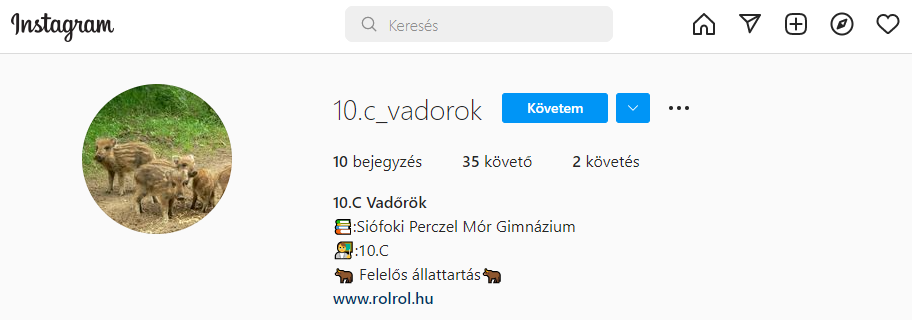 Instagram
Keresés
10.c_vadorok
Követem
10 bejegyzés 35 követő 2 követés
10.C Vadőrök
:Siófoki Perczel Mór Gimnázium
:10.C
Felelős állattartás
www.rolrol.hu